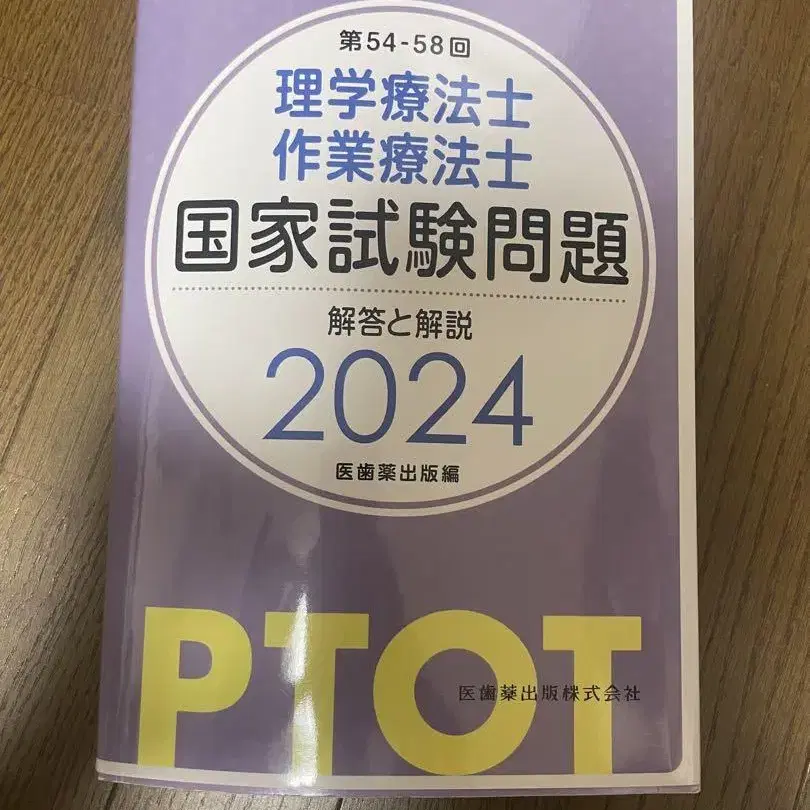 第54-58回
理学療法士
作業療法士
国家試験問題
解答と解説
2024
医歯薬出版編
PTOT
医歯薬出版株式会社